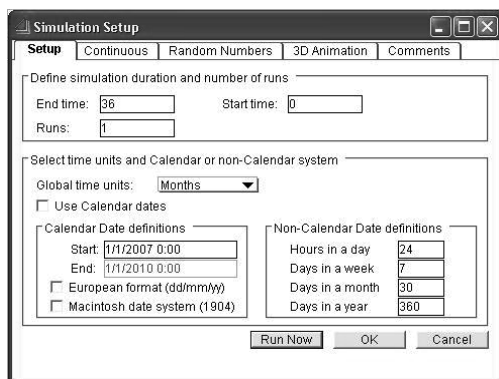 Simulation Setup
Setup Continuous Random Numbers 3D Animation Comments
Define simulation duration and number of runs
End time: 36 Start time: 0
Runs: 1
Select time units and Calendar or non-Calendar system
Global time units: Months
Use Calendar dates
Calendar Date definitions
Start: 1/1/2007 0:00
End: 1/1/2010 0:00
European format (dd/mm/yy)
Macintosh date system (1904)
Non-Calendar Date definitions
Hours in a day 24
Days in a week 7
Days in a month 30
Days in a year 360
Run Now OK Cancel